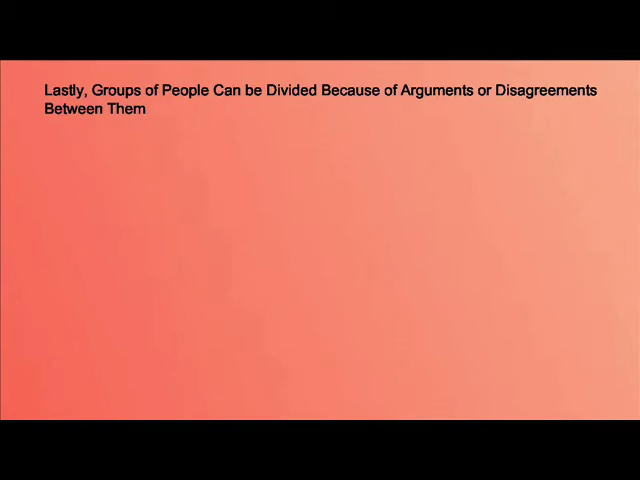 Lastly, Groups of People Can be Divided Because of Arguments or Disagreements
Between Them